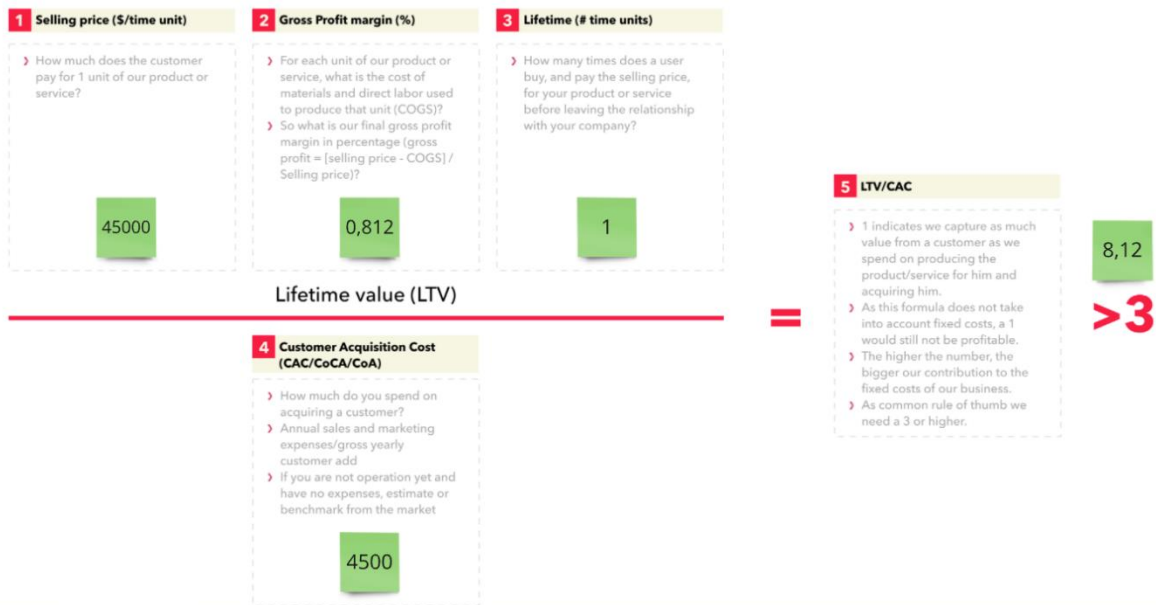 1 Selling price ($/time unit)
❯ How much does the customer
pay for 1 unit of our product or
service?
45000
2 Gross Profit margin (%)
❯ For each unit of our product or
service, what is the cost of
materials and direct labor used
to produce that unit (COGS)?
❯ So what is our final gross profit
margin in percentage (gross
profit = [selling price - COGS] /
Selling price)?
0,812
3 Lifetime (# time units)
❯ How many times does a user
buy, and pay the selling price,
for your product or service
before leaving the relationship
with your company?
1
Lifetime value (LTV)
4 Customer Acquisition Cost
(CAC/CoCA/CoA)
❯ How much do you spend on
acquiring a customer?
❯ Annual sales and marketing
expenses/gross yearly
customer add
❯ If you are not operation yet and
have no expenses, estimate or
benchmark from the market
4500
=
5 LTV/CAC
❯ 1 indicates we capture as much
value from a customer as we
spend on producing the
product/service for him and
acquiring him.
❯ As this formula does not take
into account fixed costs, a 1
would still not be profitable.
❯ The higher the number, the
bigger our contribution to the
fixed costs of our business.
❯ As common rule of thumb we
need a 3 or higher.
8,12
>3